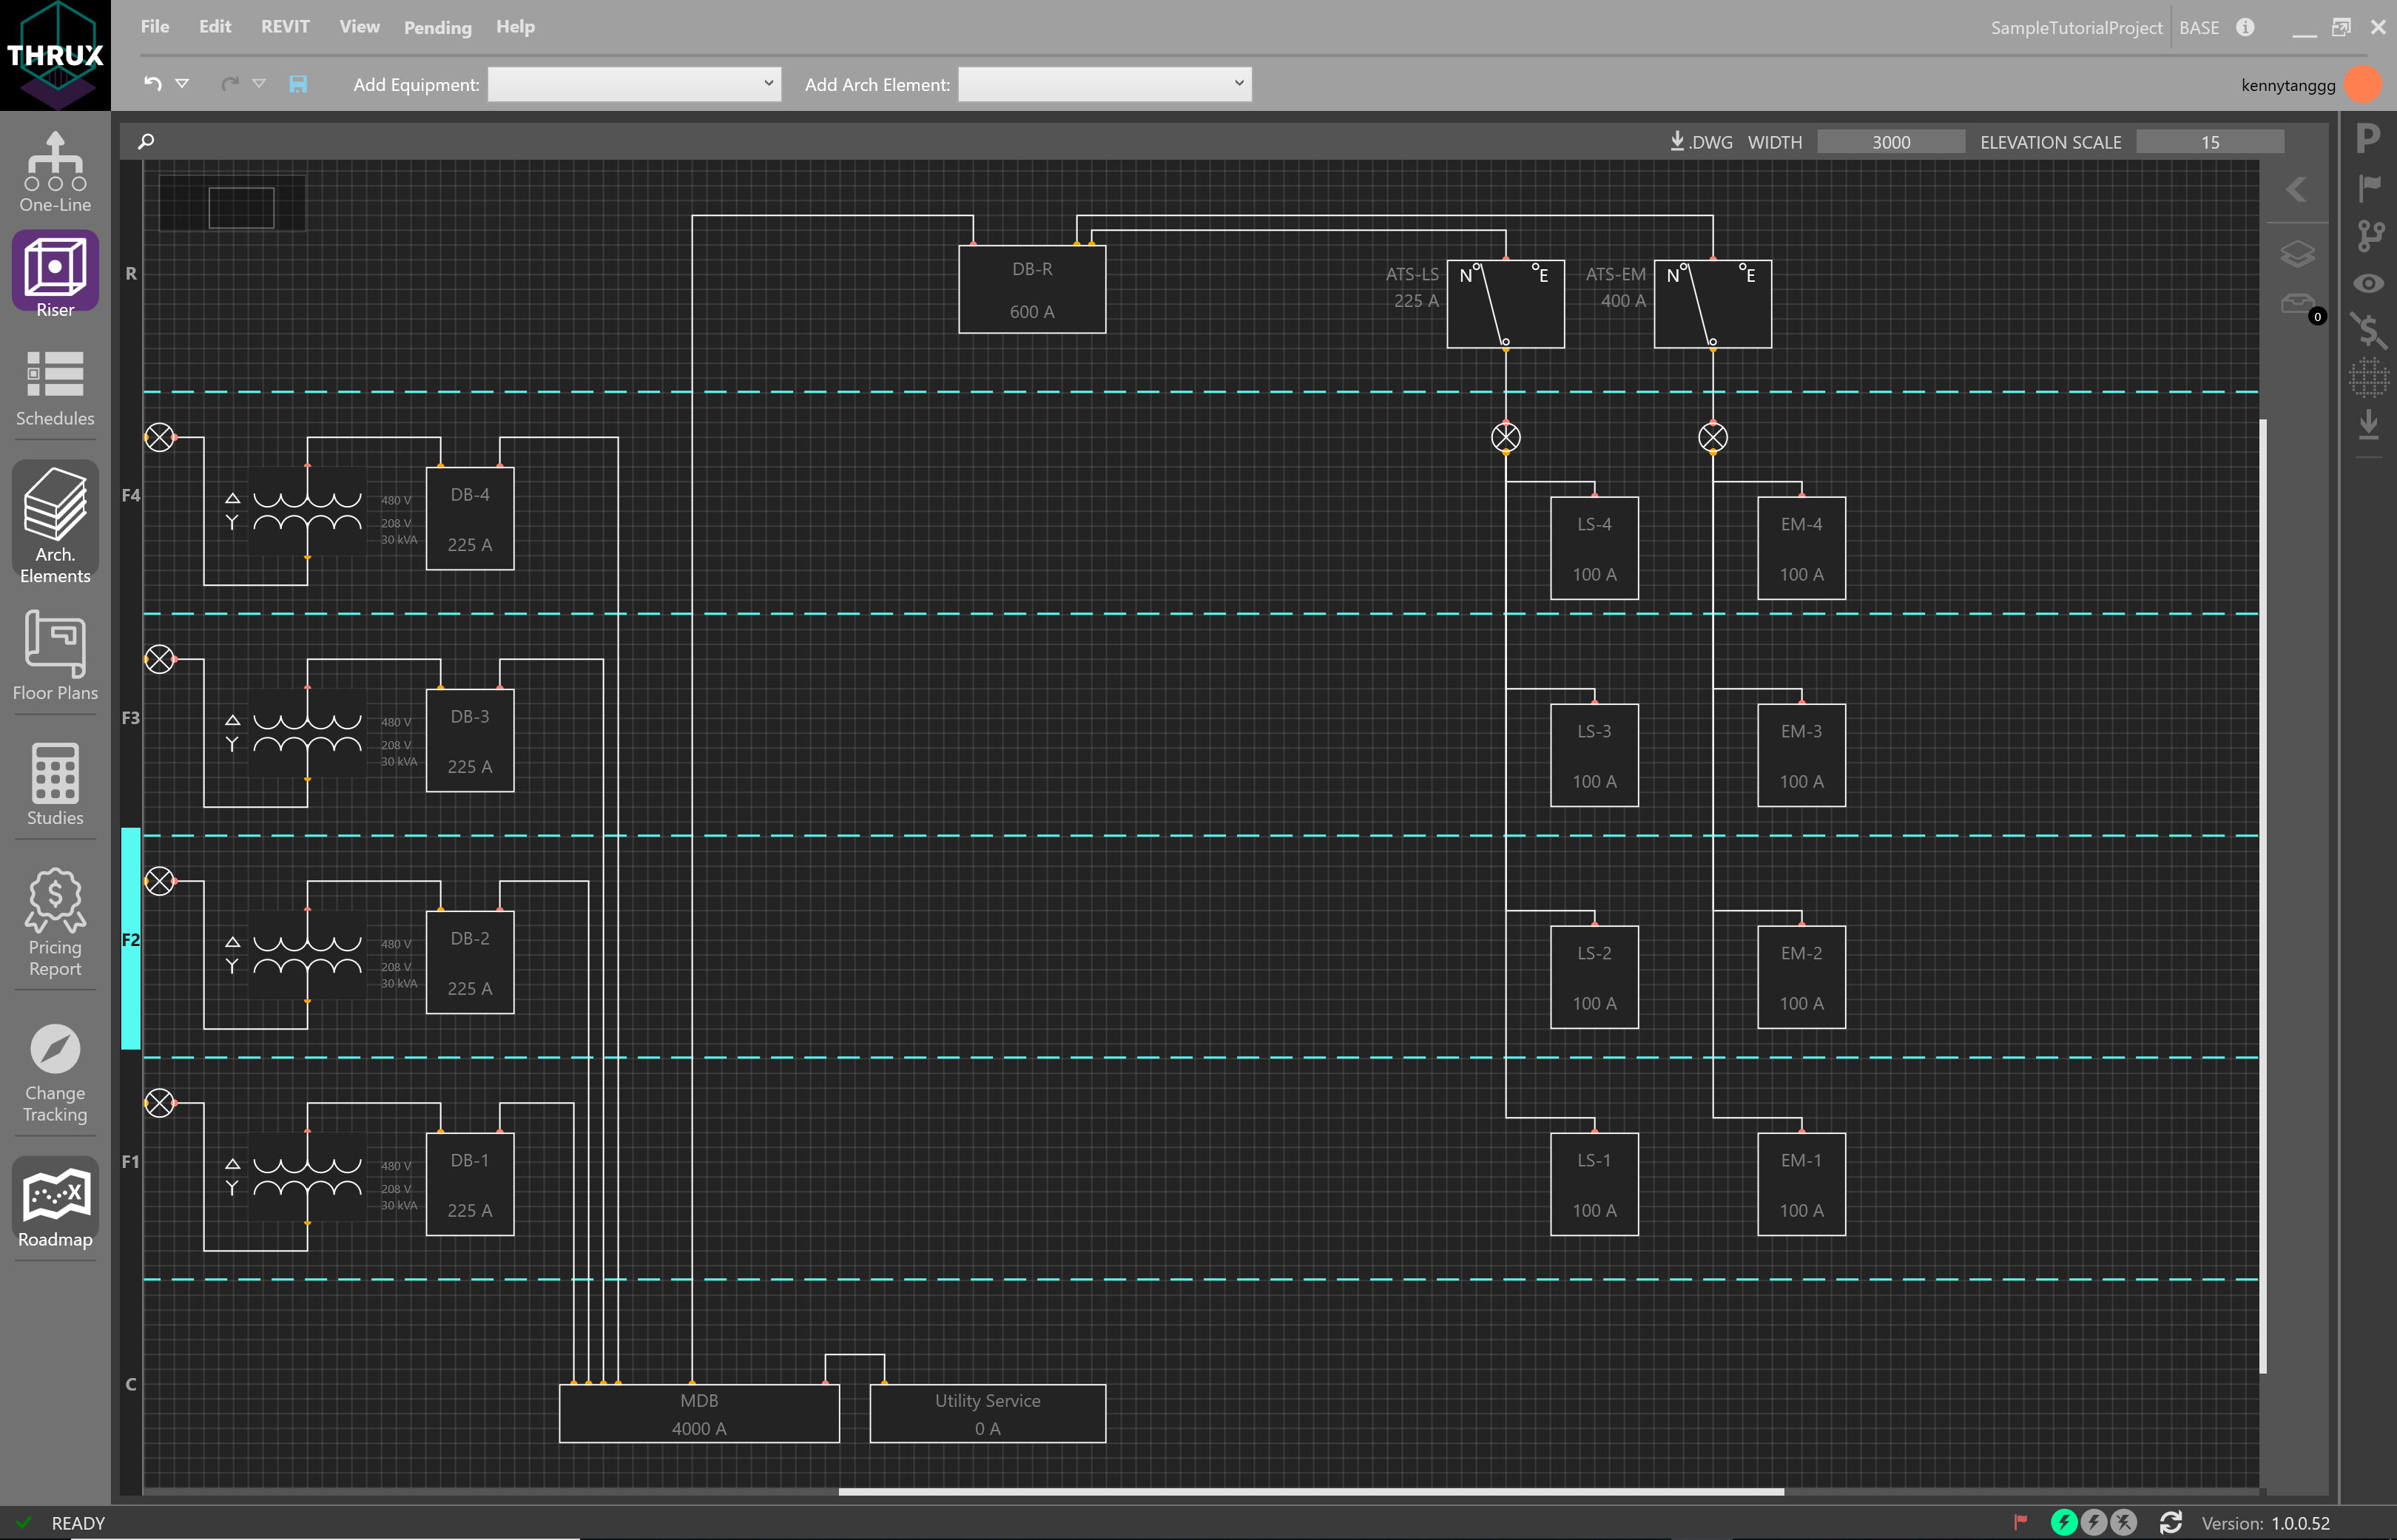 THRUX
File Edit REVIT View Pending Help
SampleTutorialProject BASE
Add Equipment: Add Arch Element:
kennytanggg
.DWG WIDTH 3000 ELEVATION SCALE 15
P
One-Line
Riser
Schedules
Arch.
Elements
Floor Plans
Studies
Pricing
Report
Change
Tracking
Roadmap
0
R
DB-R
600 A
ATS-LS
225 A
N E
ATS-EM
400 A
N E
F4
480 V
208 V
30 kVA
DB-4
225 A
LS-4
100 A
EM-4
100 A
F3
480 V
208 V
30 kVA
DB-3
225 A
LS-3
100 A
EM-3
100 A
F2
480 V
208 V
30 kVA
DB-2
225 A
LS-2
100 A
EM-2
100 A
F1
480 V
208 V
30 kVA
DB-1
225 A
LS-1
100 A
EM-1
100 A
C
MDB
4000 A
Utility Service
0 A
READY
Version: 1.0.0.52